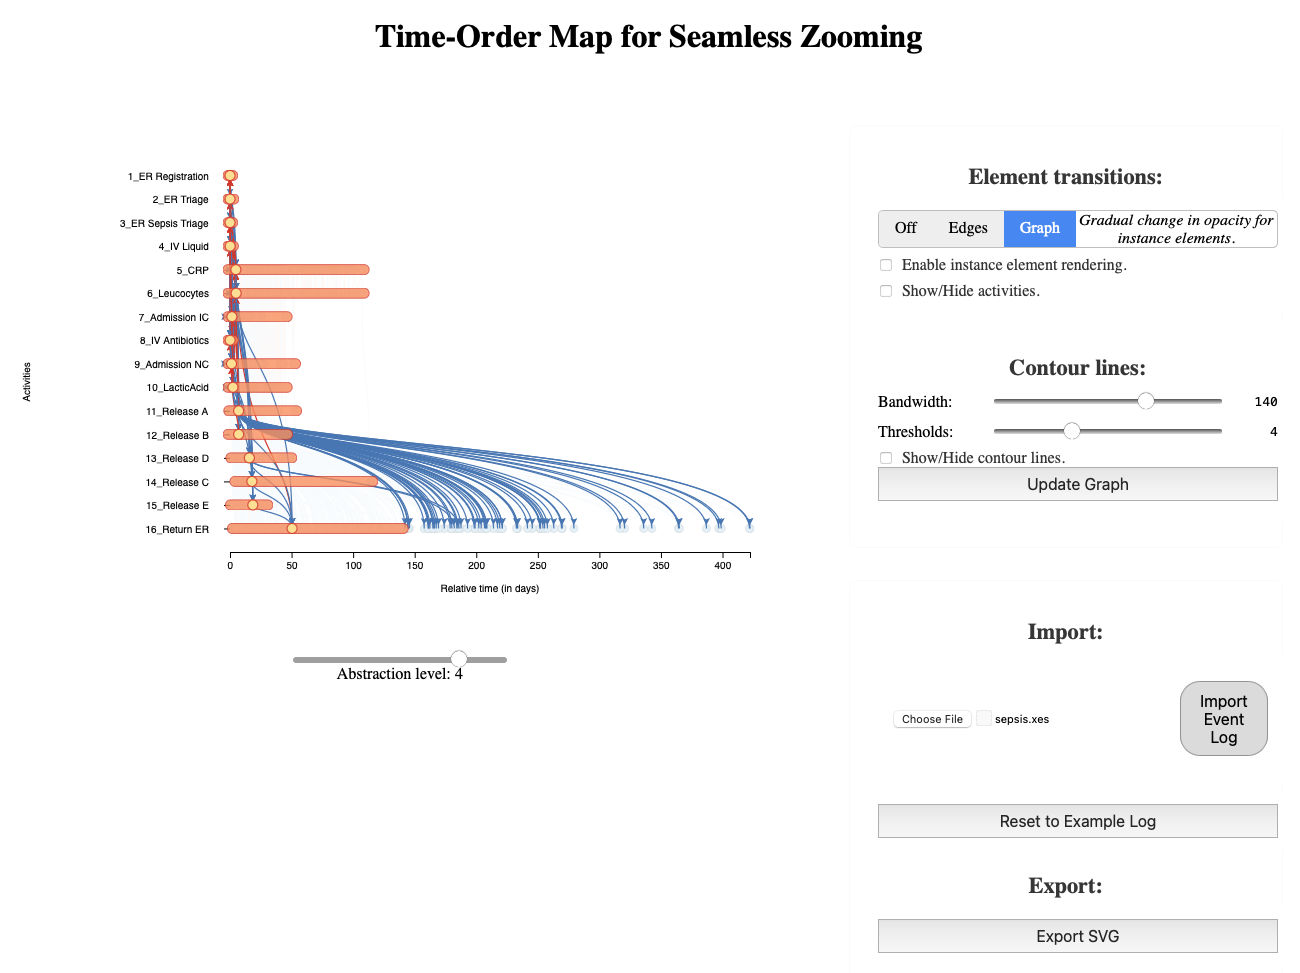 Time-Order Map for Seamless Zooming
Activities
1_ER Registration
2_ER Triage
3_ER Sepsis Triage
4_IV Liquid
5_CRP
6_Leucocytes
7_Admission IC
8_IV Antibiotics
9_Admission NC
10_LacticAcid
11_Release A
12_Release B
13_Release D
14_Release C
15_Release E
16_Return ER
0 50 100 150 200 250 300 350 400
Relative time (in days)
Abstraction level: 4
Element transitions:
Off Edges Graph Gradual change in opacity for
instance elements.
Enable instance element rendering.
Show/Hide activities.
Contour lines:
Bandwidth: 140
Thresholds: 4
Show/Hide contour lines.
Update Graph
Import:
Choose File sepsis.xes
Import
Event
Log
Reset to Example Log
Export:
Export SVG